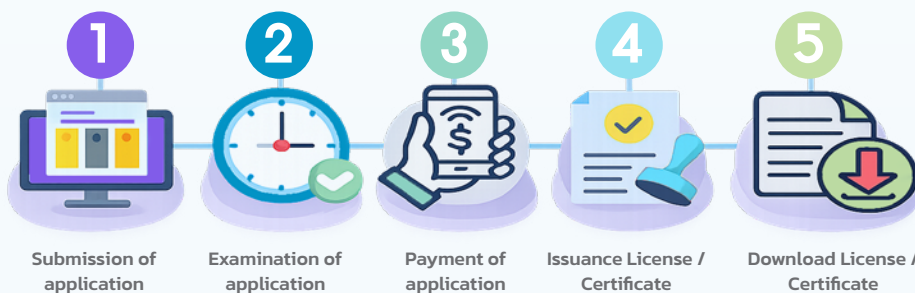 1
2
3
4
5
Submission of
application
Examination of
application
Payment of
application
Issuance License /
Certificate
Download License /
Certificate
$